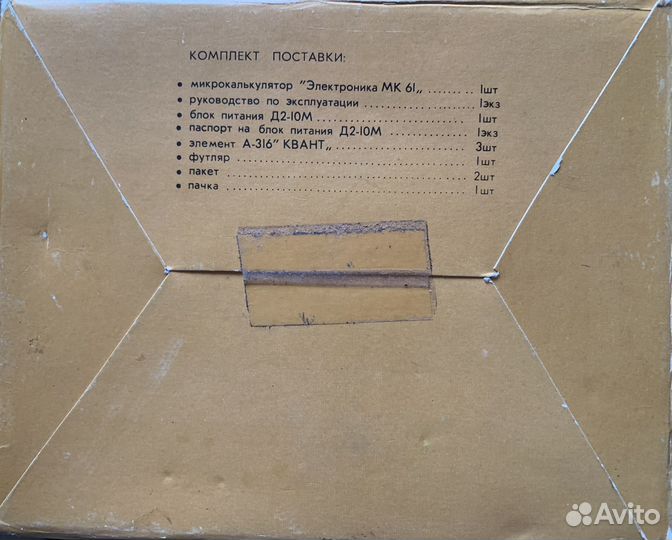 КОМПЛЕКТ ПОСТАВКИ:
• микрокалькулятор "Электроника МК 61„ ........ 1шт
• руководство по эксплуатации .................. 1экз
• блок питания Д2-10М ......................... 1шт
• паспорт на блок питания Д2-10М .............. 1экз
• элемент А-316" КВАНТ„ ....................... 3шт
• футляр ...................................... 1шт
• пакет ....................................... 2шт
• пачка ....................................... 1шт
Avito